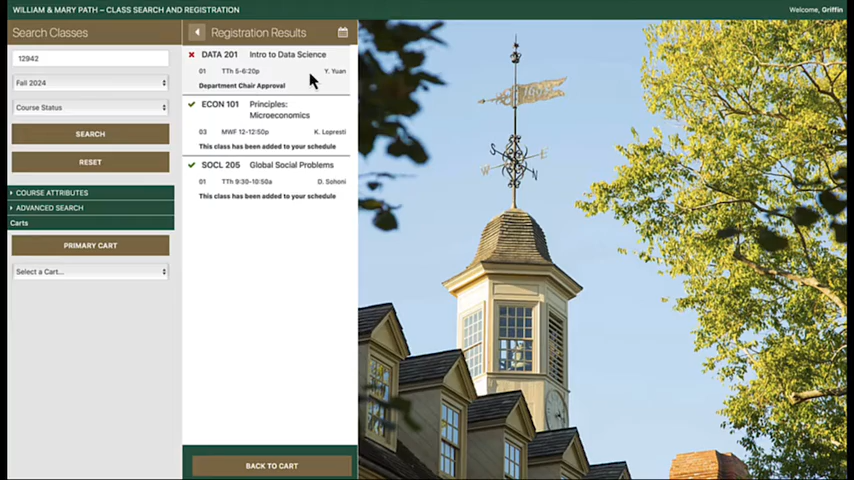 WILLIAM & MARY PATH – CLASS SEARCH AND REGISTRATION
Welcome, Griffin
Search Classes
12942
Fall 2024
Course Status
SEARCH
RESET
COURSE ATTRIBUTES
ADVANCED SEARCH
Carts
PRIMARY CART
Select a Cart...
Registration Results
DATA 201 Intro to Data Science
01 TTh 5-6:20p Y. Yuan
Department Chair Approval
ECON 101 Principles:
Microeconomics
03 MWF 12-12:50p K. Lopresti
This class has been added to your schedule
SOCL 205 Global Social Problems
01 TTh 9:30-10:50a D. Sohoni
This class has been added to your schedule
BACK TO CART